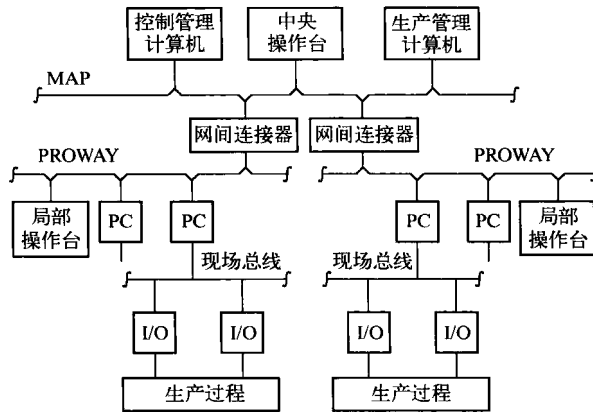 控制管理
计算机
中央
操作台
生产管理
计算机
MAP
网间连接器
网间连接器
PROWAY
PROWAY
局部
操作台
PC
PC
PC
PC
局部
操作台
现场总线
现场总线
I/O
I/O
I/O
I/O
生产过程
生产过程